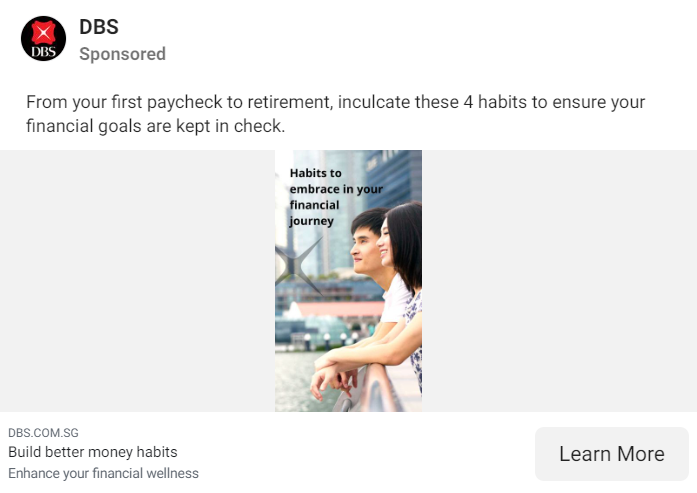 DBS
DBS
Sponsored
From your first paycheck to retirement, inculcate these 4 habits to ensure your
financial goals are kept in check.
Habits to
embrace in your
financial
journey
DBS.COM.SG
Build better money habits
Enhance your financial wellness
Learn More